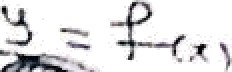 y = f(x)